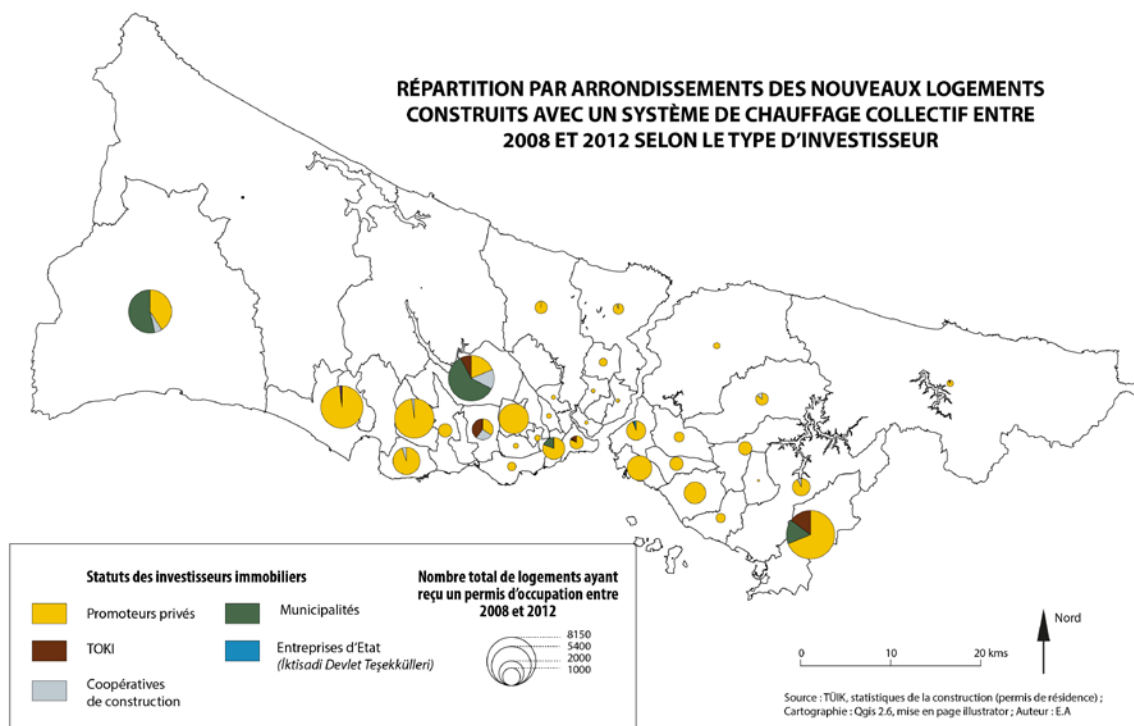 RÉPARTITION PAR ARRONDISSEMENTS DES NOUVEAUX LOGEMENTS
CONSTRUITS AVEC UN SYSTÈME DE CHAUFFAGE COLLECTIF ENTRE
2008 ET 2012 SELON LE TYPE D'INVESTISSEUR
Statuts des investisseurs immobiliers
Promoteurs privés
TOKI
Coopératives
de construction
Municipalités
Entreprises d'Etat
(İktisadi Devlet Teşekkülleri)
Nombre total de logements ayant
reçu un permis d'occupation entre
2008 et 2012
8150
5400
2000
1000
Nord
0 10 20 kms
Source : TÜIK, statistiques de la construction (permis de résidence) ;
Cartographie : Qgis 2.6, mise en page illustrator ; Auteur : E.A